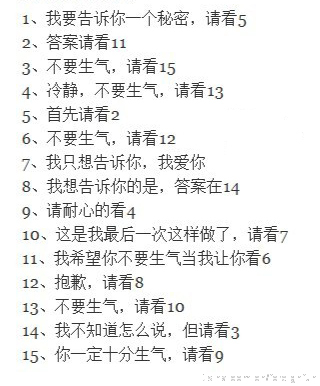 1、我要告诉你一个秘密，请看5
2、答案请看11
3、不要生气，请看15
4、冷静，不要生气，请看13
5、首先请看2
6、不要生气，请看12
7、我只想告诉你，我爱你
8、我想告诉你的是，答案在14
9、请耐心的看4
10、这是我最后一次这样做了，请看7
11、我希望你不要生气当我让你看6
12、抱歉，请看8
13、不要生气，请看10
14、我不知道怎么说，但请看3
15、你一定十分生气，请看9